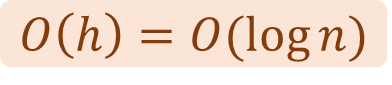 O(h) = O(log n)